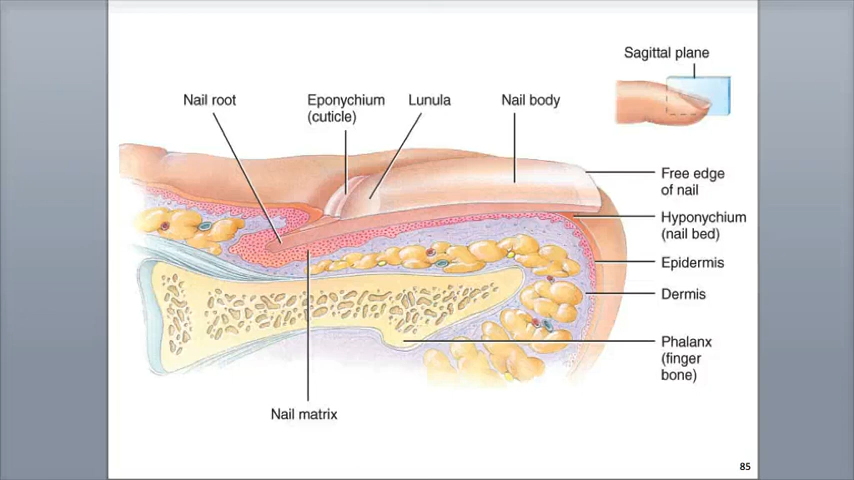 Sagittal plane
Nail root
Eponychium
(cuticle)
Lunula
Nail body
Free edge
of nail
Hyponychium
(nail bed)
Epidermis
Dermis
Phalanx
(finger
bone)
Nail matrix
85